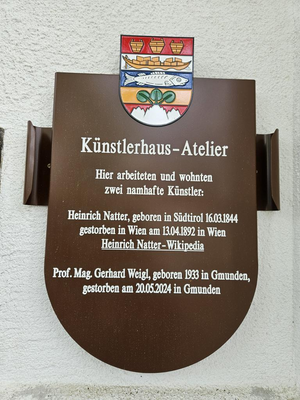 Künstlerhaus-Atelier
Hier arbeiteten und wohnten
zwei namhafte Künstler:
Heinrich Natter, geboren in Südtirol 16.03.1844
gestorben in Wien am 13.04.1892 in Wien
Heinrich Natter-Wikipedia
Prof. Mag. Gerhard Weigl, geboren 1933 in Gmunden,
gestorben am 20.05.2024 in Gmunden